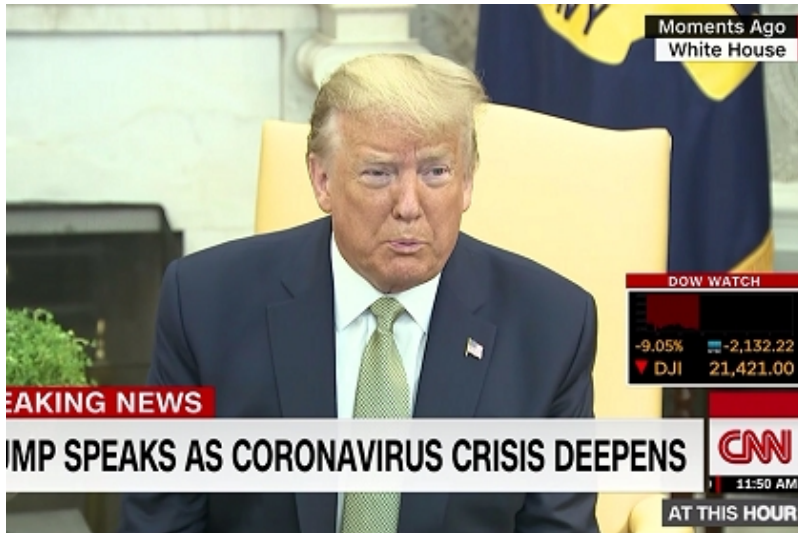 NY
Moments Ago
White House
DOW WATCH
-9.05% -2,132.22
DJI 21,421.00
EAKING NEWS
UMP SPEAKS AS CORONAVIRUS CRISIS DEEPENS
CNN
11:50 AM
AT THIS HOUR